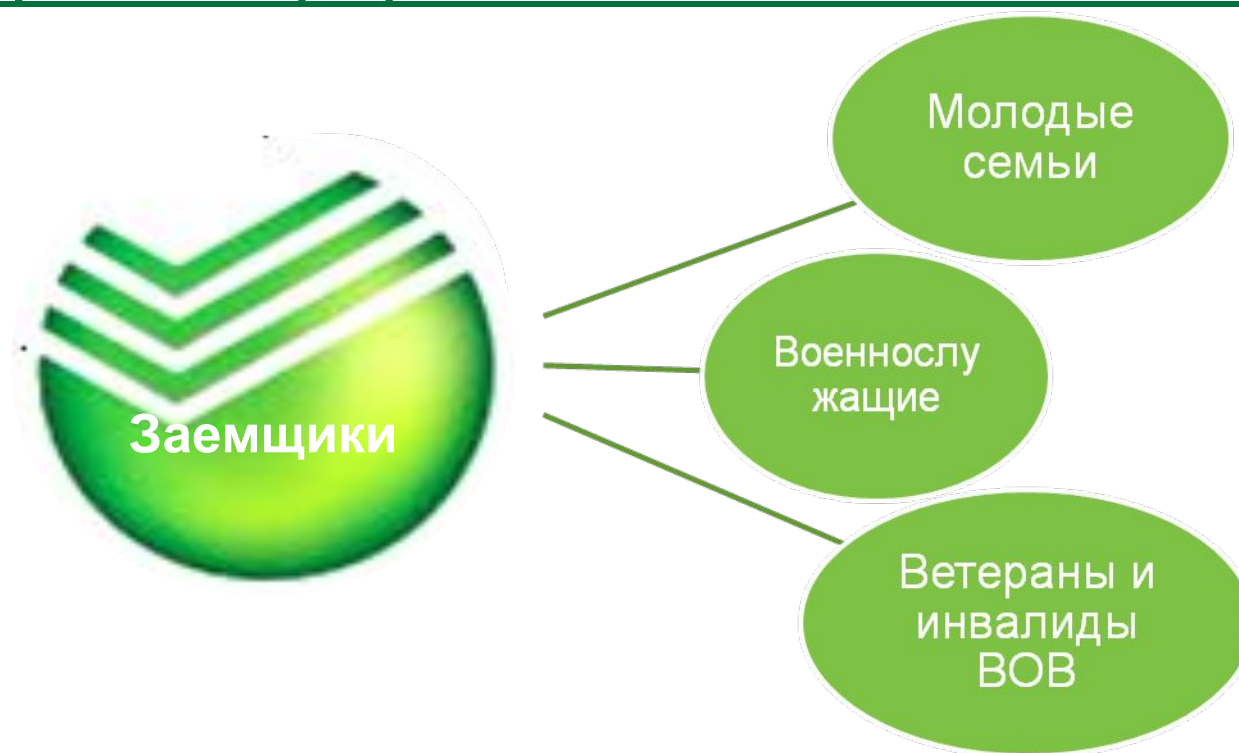 Молодые
семьи
Военнослу
жащие
Заемщики
Ветераны и
инвалиды
ВОВ